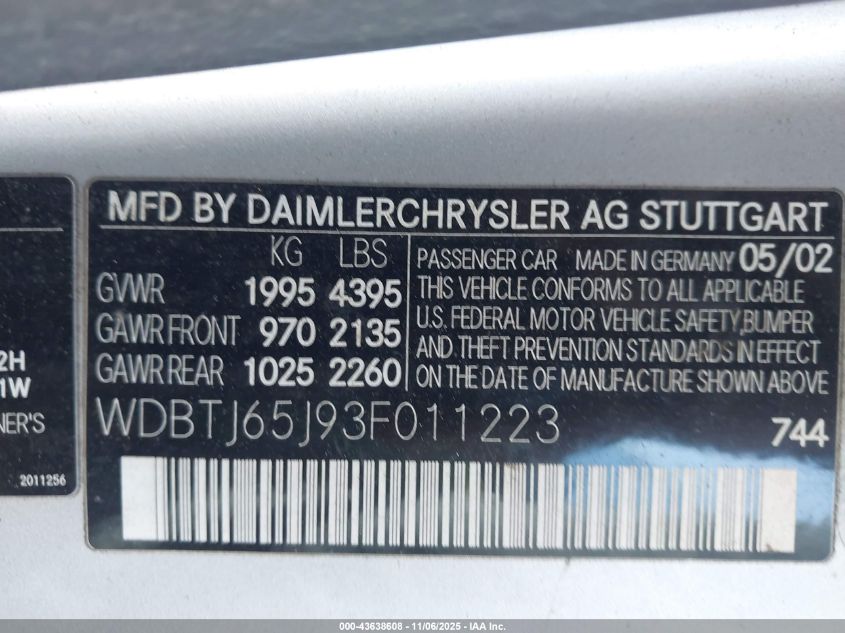 MFD BY DAIMLERCHRYSLER AG STUTTGART
KG LBS
GVWR 1995 4395
GAWR FRONT 970 2135
GAWR REAR 1025 2260
PASSENGER CAR MADE IN GERMANY 05/02
THIS VEHICLE CONFORMS TO ALL APPLICABLE
U.S. FEDERAL MOTOR VEHICLE SAFETY,BUMPER
AND THEFT PREVENTION STANDARDS IN EFFECT
ON THE DATE OF MANUFACTURE SHOWN ABOVE
WDBTJ65J93F011223
744
2H
1W
NER'S
2011256
000-43638608 - 11/06/2025 - IAA Inc.